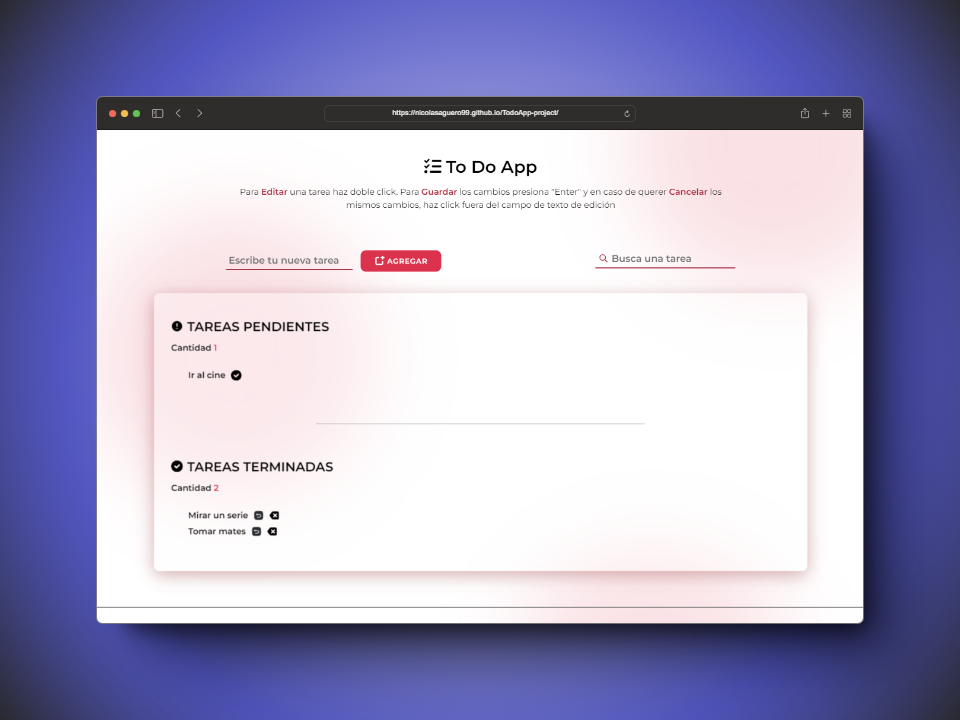 https://nicolasaguero99.github.io/TodoApp-project/
To Do App
Para Editar una tarea haz doble click. Para Guardar los cambios presiona "Enter" y en caso de querer Cancelar los
mismos cambios, haz click fuera del campo de texto de edición
Escribe tu nueva tarea
AGREGAR
Busca una tarea
TAREAS PENDIENTES
Cantidad 1
Ir al cine
TAREAS TERMINADAS
Cantidad 2
Mirar un serie
Tomar mates